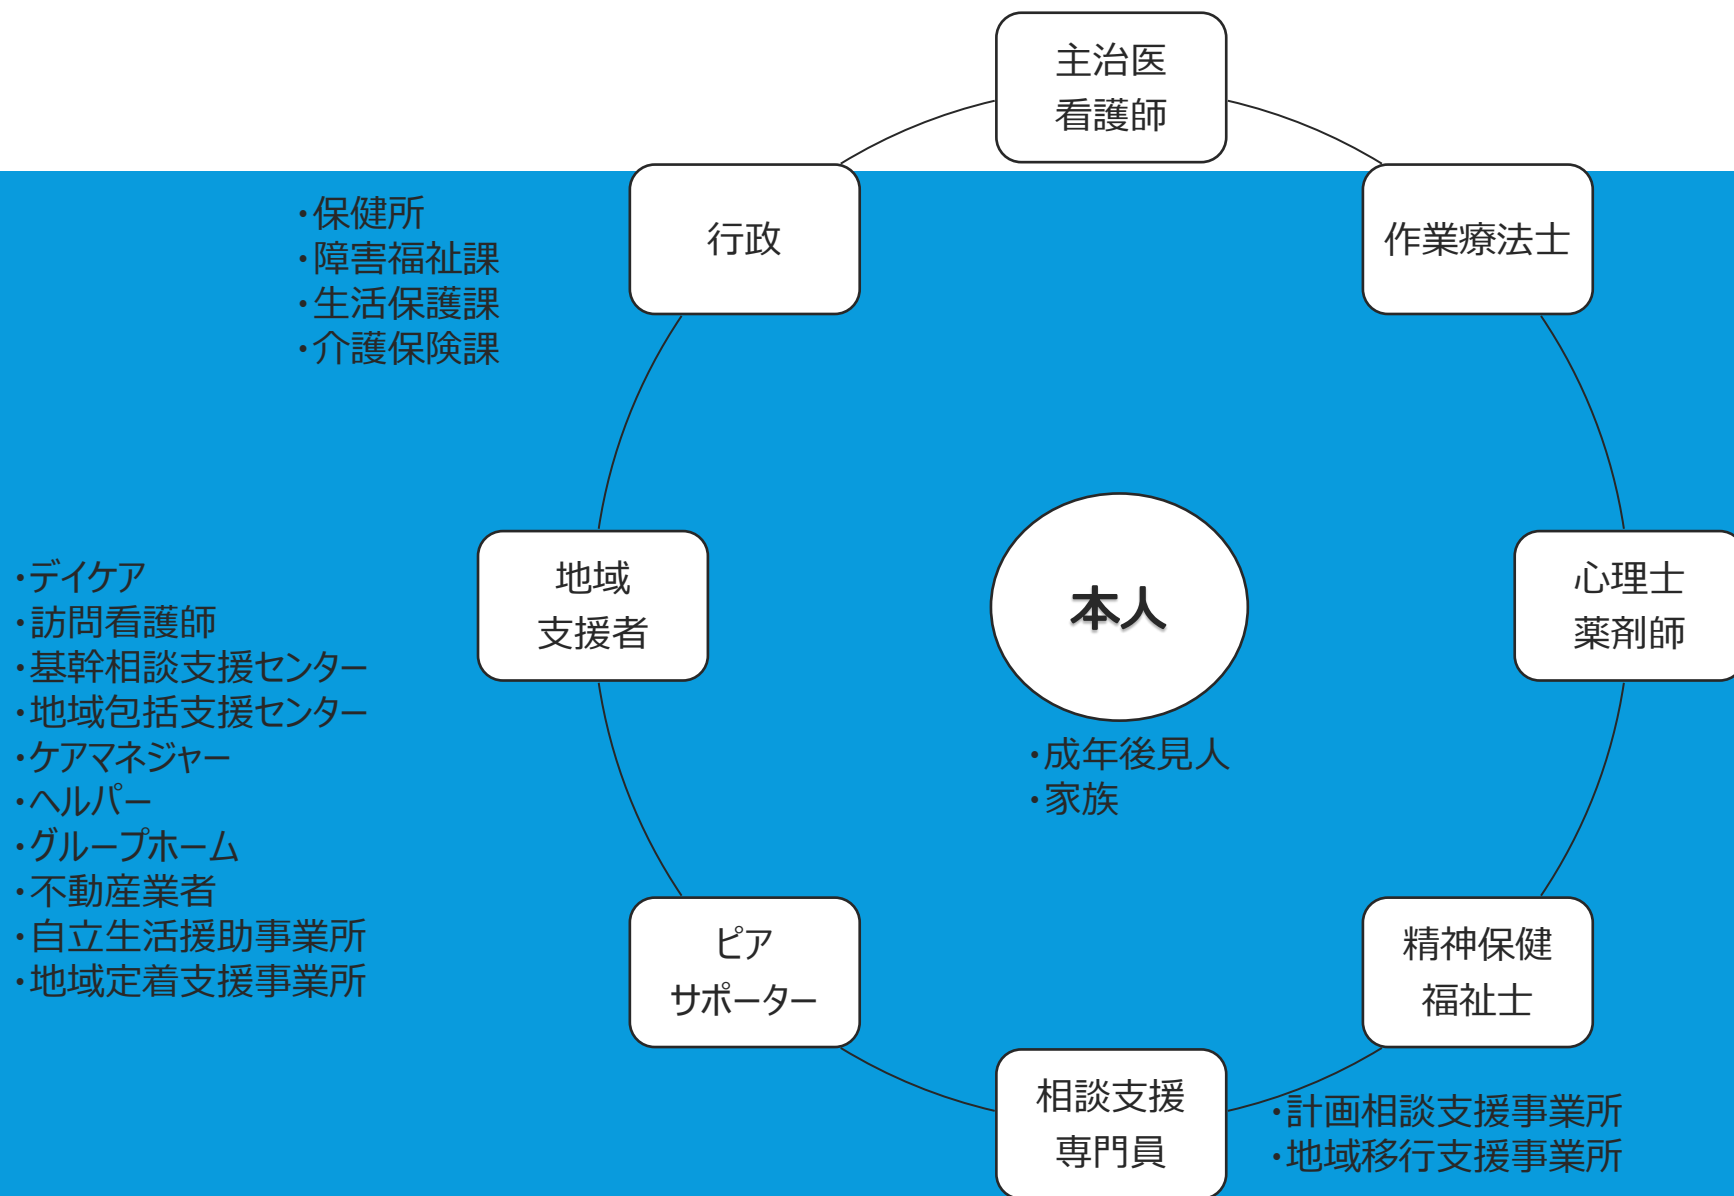 主治医
看護師
行政
作業療法士
・保健所
・障害福祉課
・生活保護課
・介護保険課
地域
支援者
本人
心理士
薬剤師
・デイケア
・訪問看護師
・基幹相談支援センター
・地域包括支援センター
・ケアマネジャー
・ヘルパー
・グループホーム
・不動産業者
・自立生活援助事業所
・地域定着支援事業所
・成年後見人
・家族
ピア
サポーター
精神保健
福祉士
相談支援
専門員
・計画相談支援事業所
・地域移行支援事業所